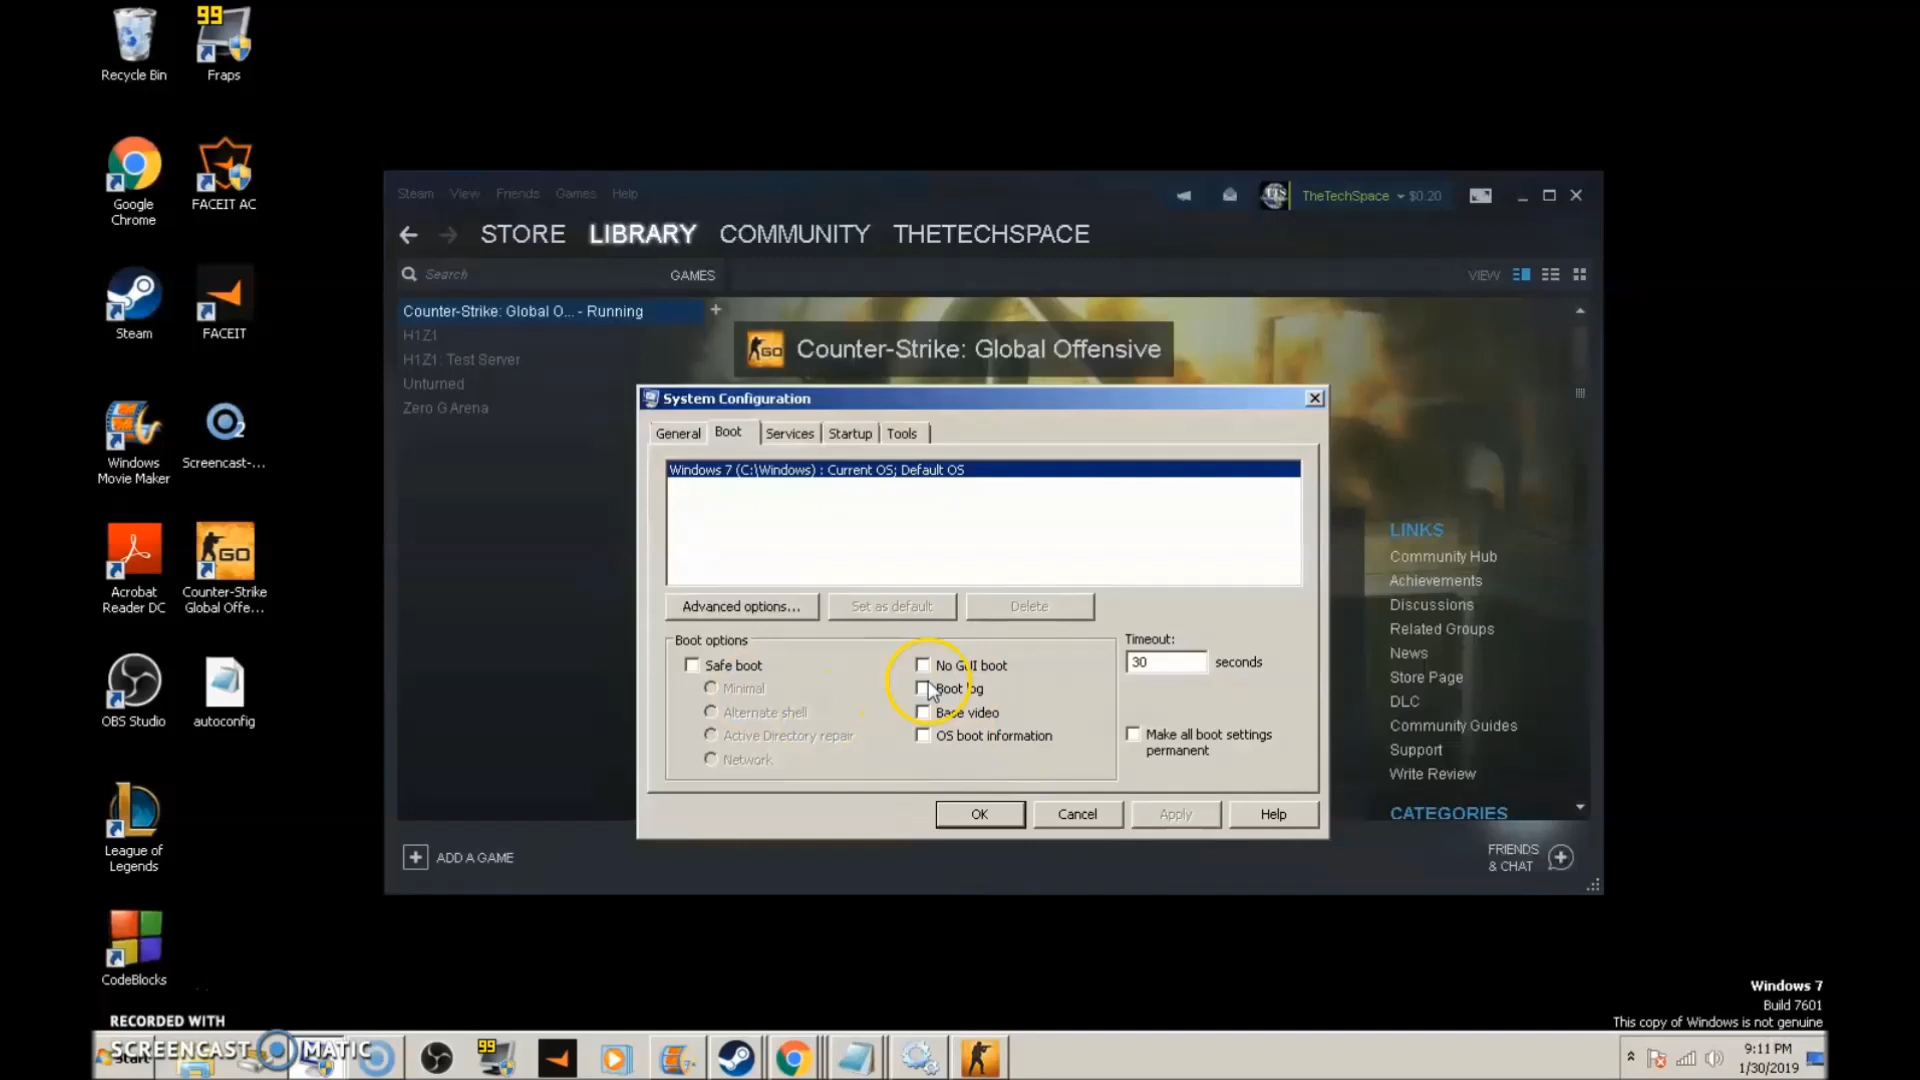 Recycle Bin
99
Fraps
Google
Chrome
FACEIT AC
Steam
FACEIT
Windows
Movie Maker
Screencast-...
Acrobat
Reader DC
GO
Counter-Strike
Global Offe...
OBS Studio
autoconfig
League of
Legends
CodeBlocks
Steam View Friends Games Help
TheTechSpace $0.20
STORE LIBRARY COMMUNITY THETECHSPACE
Search GAMES VIEW
Counter-Strike: Global O... - Running
H1Z1
H1Z1: Test Server
Unturned
Zero G Arena
GO Counter-Strike: Global Offensive
System Configuration
General Boot Services Startup Tools
Windows 7 (C:\Windows) : Current OS; Default OS
Advanced options... Set as default Delete
Boot options
Safe boot
Minimal
Alternate shell
Active Directory repair
Network
No GUI boot
Boot log
Base video
OS boot information
Timeout:
30 seconds
Make all boot settings
permanent
OK Cancel Apply Help
LINKS
Community Hub
Achievements
Discussions
Related Groups
News
Store Page
DLC
Community Guides
Support
Write Review
CATEGORIES
ADD A GAME
FRIENDS
& CHAT
Windows 7
Build 7601
This copy of Windows is not genuine
RECORDED WITH
SCREENCAST MATIC
Start
99
9:11 PM
1/30/2019